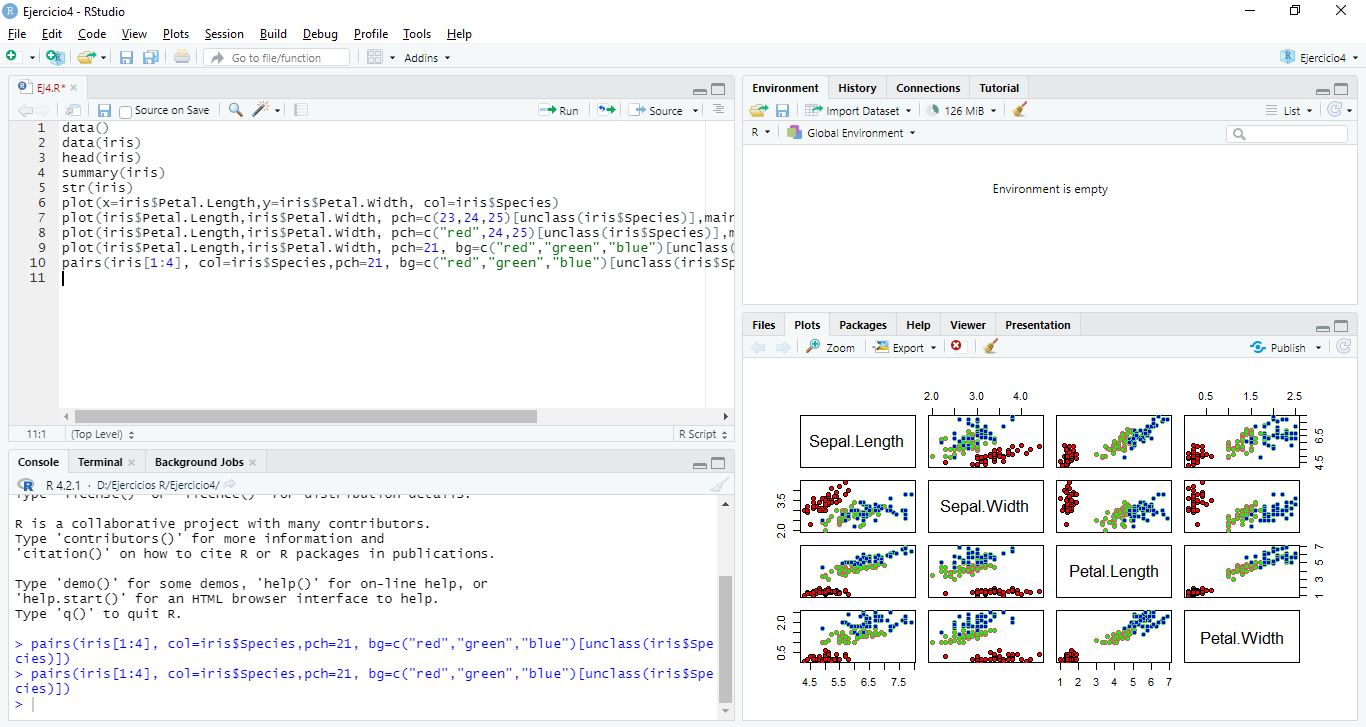 Ejercicio4 - RStudio
File Edit Code View Plots Session Build Debug Profile Tools Help
Go to file/function Addins Ejercicio4
Ej4.R*
Source on Save Run Source
1 data()
2 data(iris)
3 head(iris)
4 summary(iris)
5 str(iris)
6 plot(x=iris$Petal.Length,y=iris$Petal.Width, col=iris$Species)
7 plot(iris$Petal.Length,iris$Petal.Width, pch=c(23,24,25)[unclass(iris$Species)],main
8 plot(iris$Petal.Length,iris$Petal.Width, pch=c("red",24,25)[unclass(iris$Species)],m
9 plot(iris$Petal.Length,iris$Petal.Width, pch=21, bg=c("red","green","blue")[unclass(
10 pairs(iris[1:4], col=iris$Species,pch=21, bg=c("red","green","blue")[unclass(iris$Sp
11
11:1 (Top Level) R Script
Console Terminal Background Jobs
R 4.2.1 · D:/Ejercicios R/Ejercicio4/
Type 'license()' or 'licence()' for distribution details.
R is a collaborative project with many contributors.
Type 'contributors()' for more information and
'citation()' on how to cite R or R packages in publications.
Type 'demo()' for some demos, 'help()' for on-line help, or
'help.start()' for an HTML browser interface to help.
Type 'q()' to quit R.
> pairs(iris[1:4], col=iris$Species,pch=21, bg=c("red","green","blue")[unclass(iris$Spe
cies)])
> pairs(iris[1:4], col=iris$Species,pch=21, bg=c("red","green","blue")[unclass(iris$Spe
cies)])
>
Environment History Connections Tutorial
Import Dataset 126 MiB List
R Global Environment
Environment is empty
Files Plots Packages Help Viewer Presentation
Zoom Export Publish
2.0 3.0 4.0 0.5 1.5 2.5
Sepal.Length
4.5 6.5
2.0 3.5
Sepal.Width
Petal.Length
1 3 5 7
0.5 2.0
Petal.Width
4.5 5.5 6.5 7.5 1 2 3 4 5 6 7